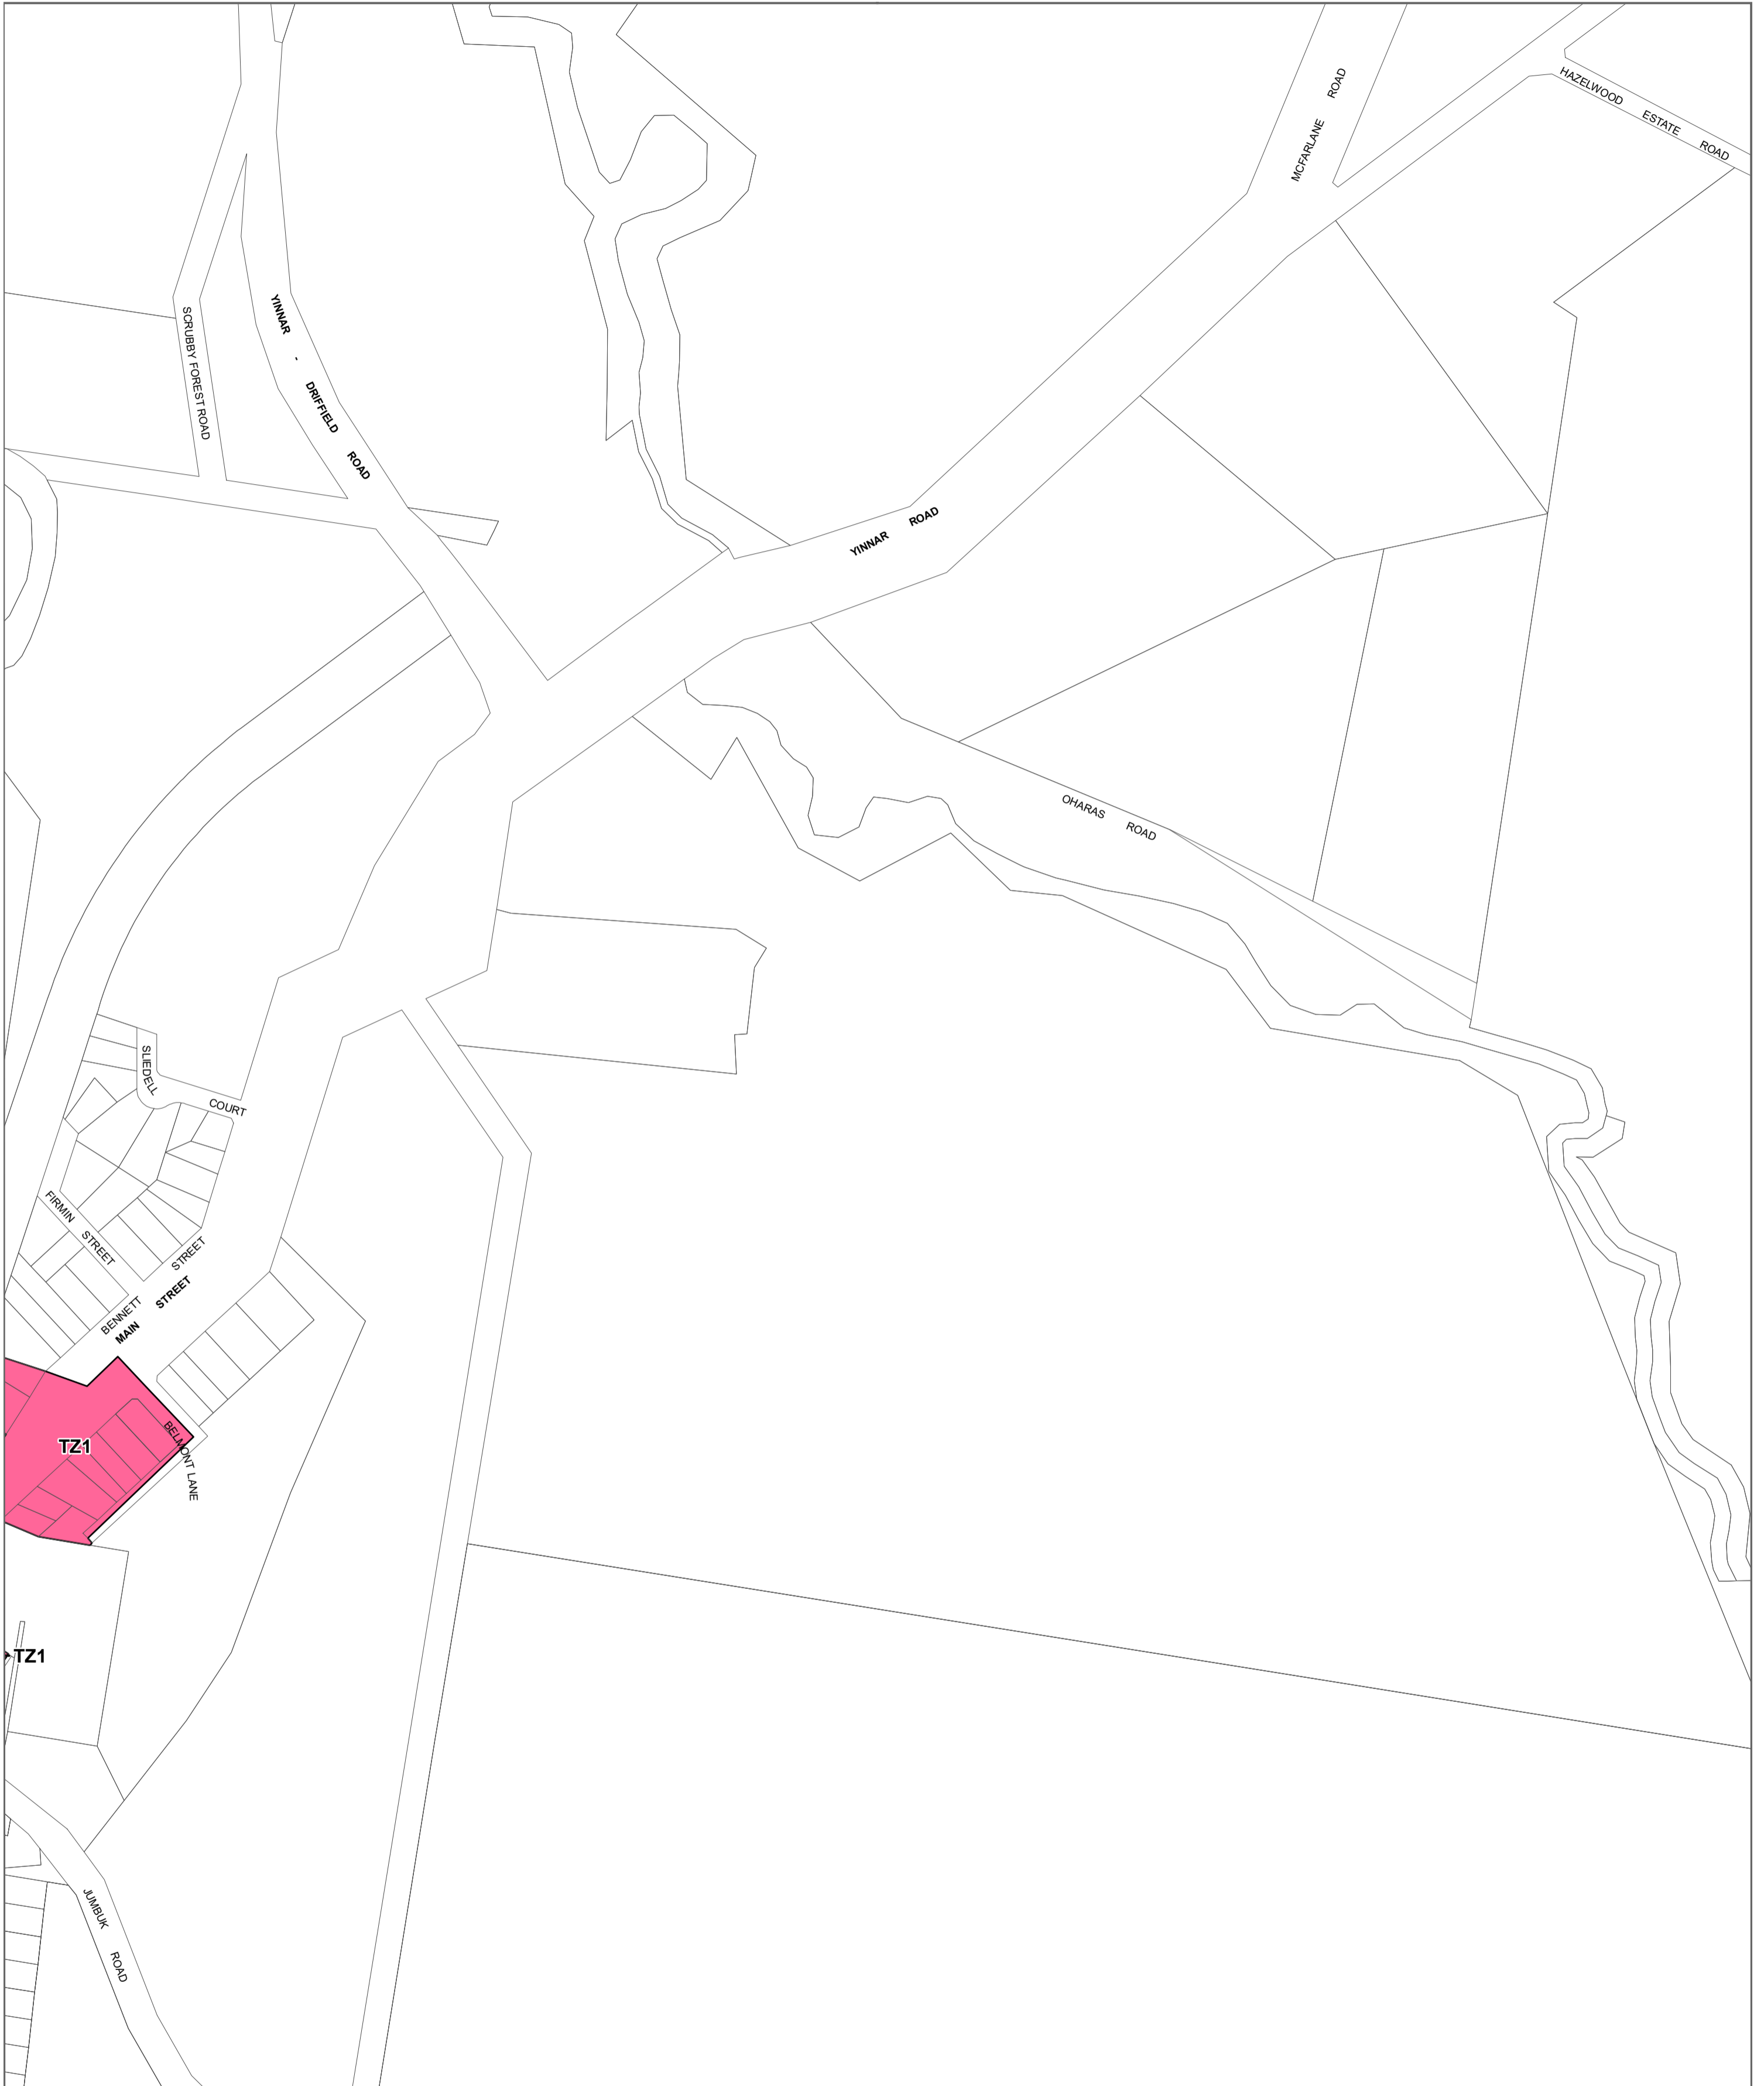 MCFARLANE ROAD
HAZELWOOD ESTATE ROAD
SCRUBBY FOREST ROAD
YINNAR - DRIFFIELD ROAD
YINNAR ROAD
OHARAS ROAD
SLIEDELL COURT
FIRMIN STREET
BENNETT STREET
MAIN STREET
BELMONT LANE
TZ1
TZ1
JUMBUK ROAD